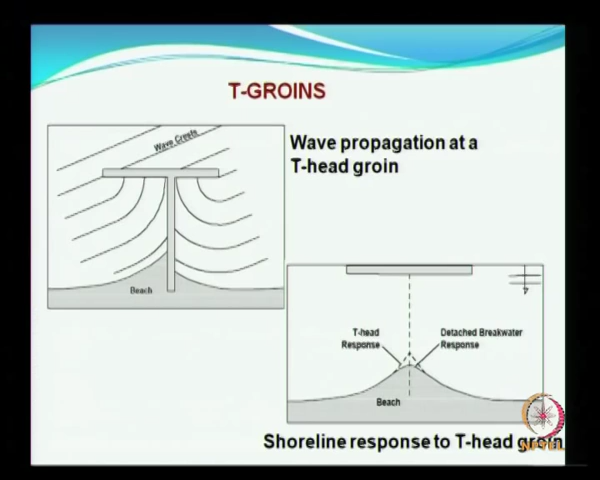 T-GROINS
Wave Crests
Beach
Wave propagation at a
T-head groin
T-head
Response
Detached Breakwater
Response
Beach
Shoreline response to T-head groin
NPTEL